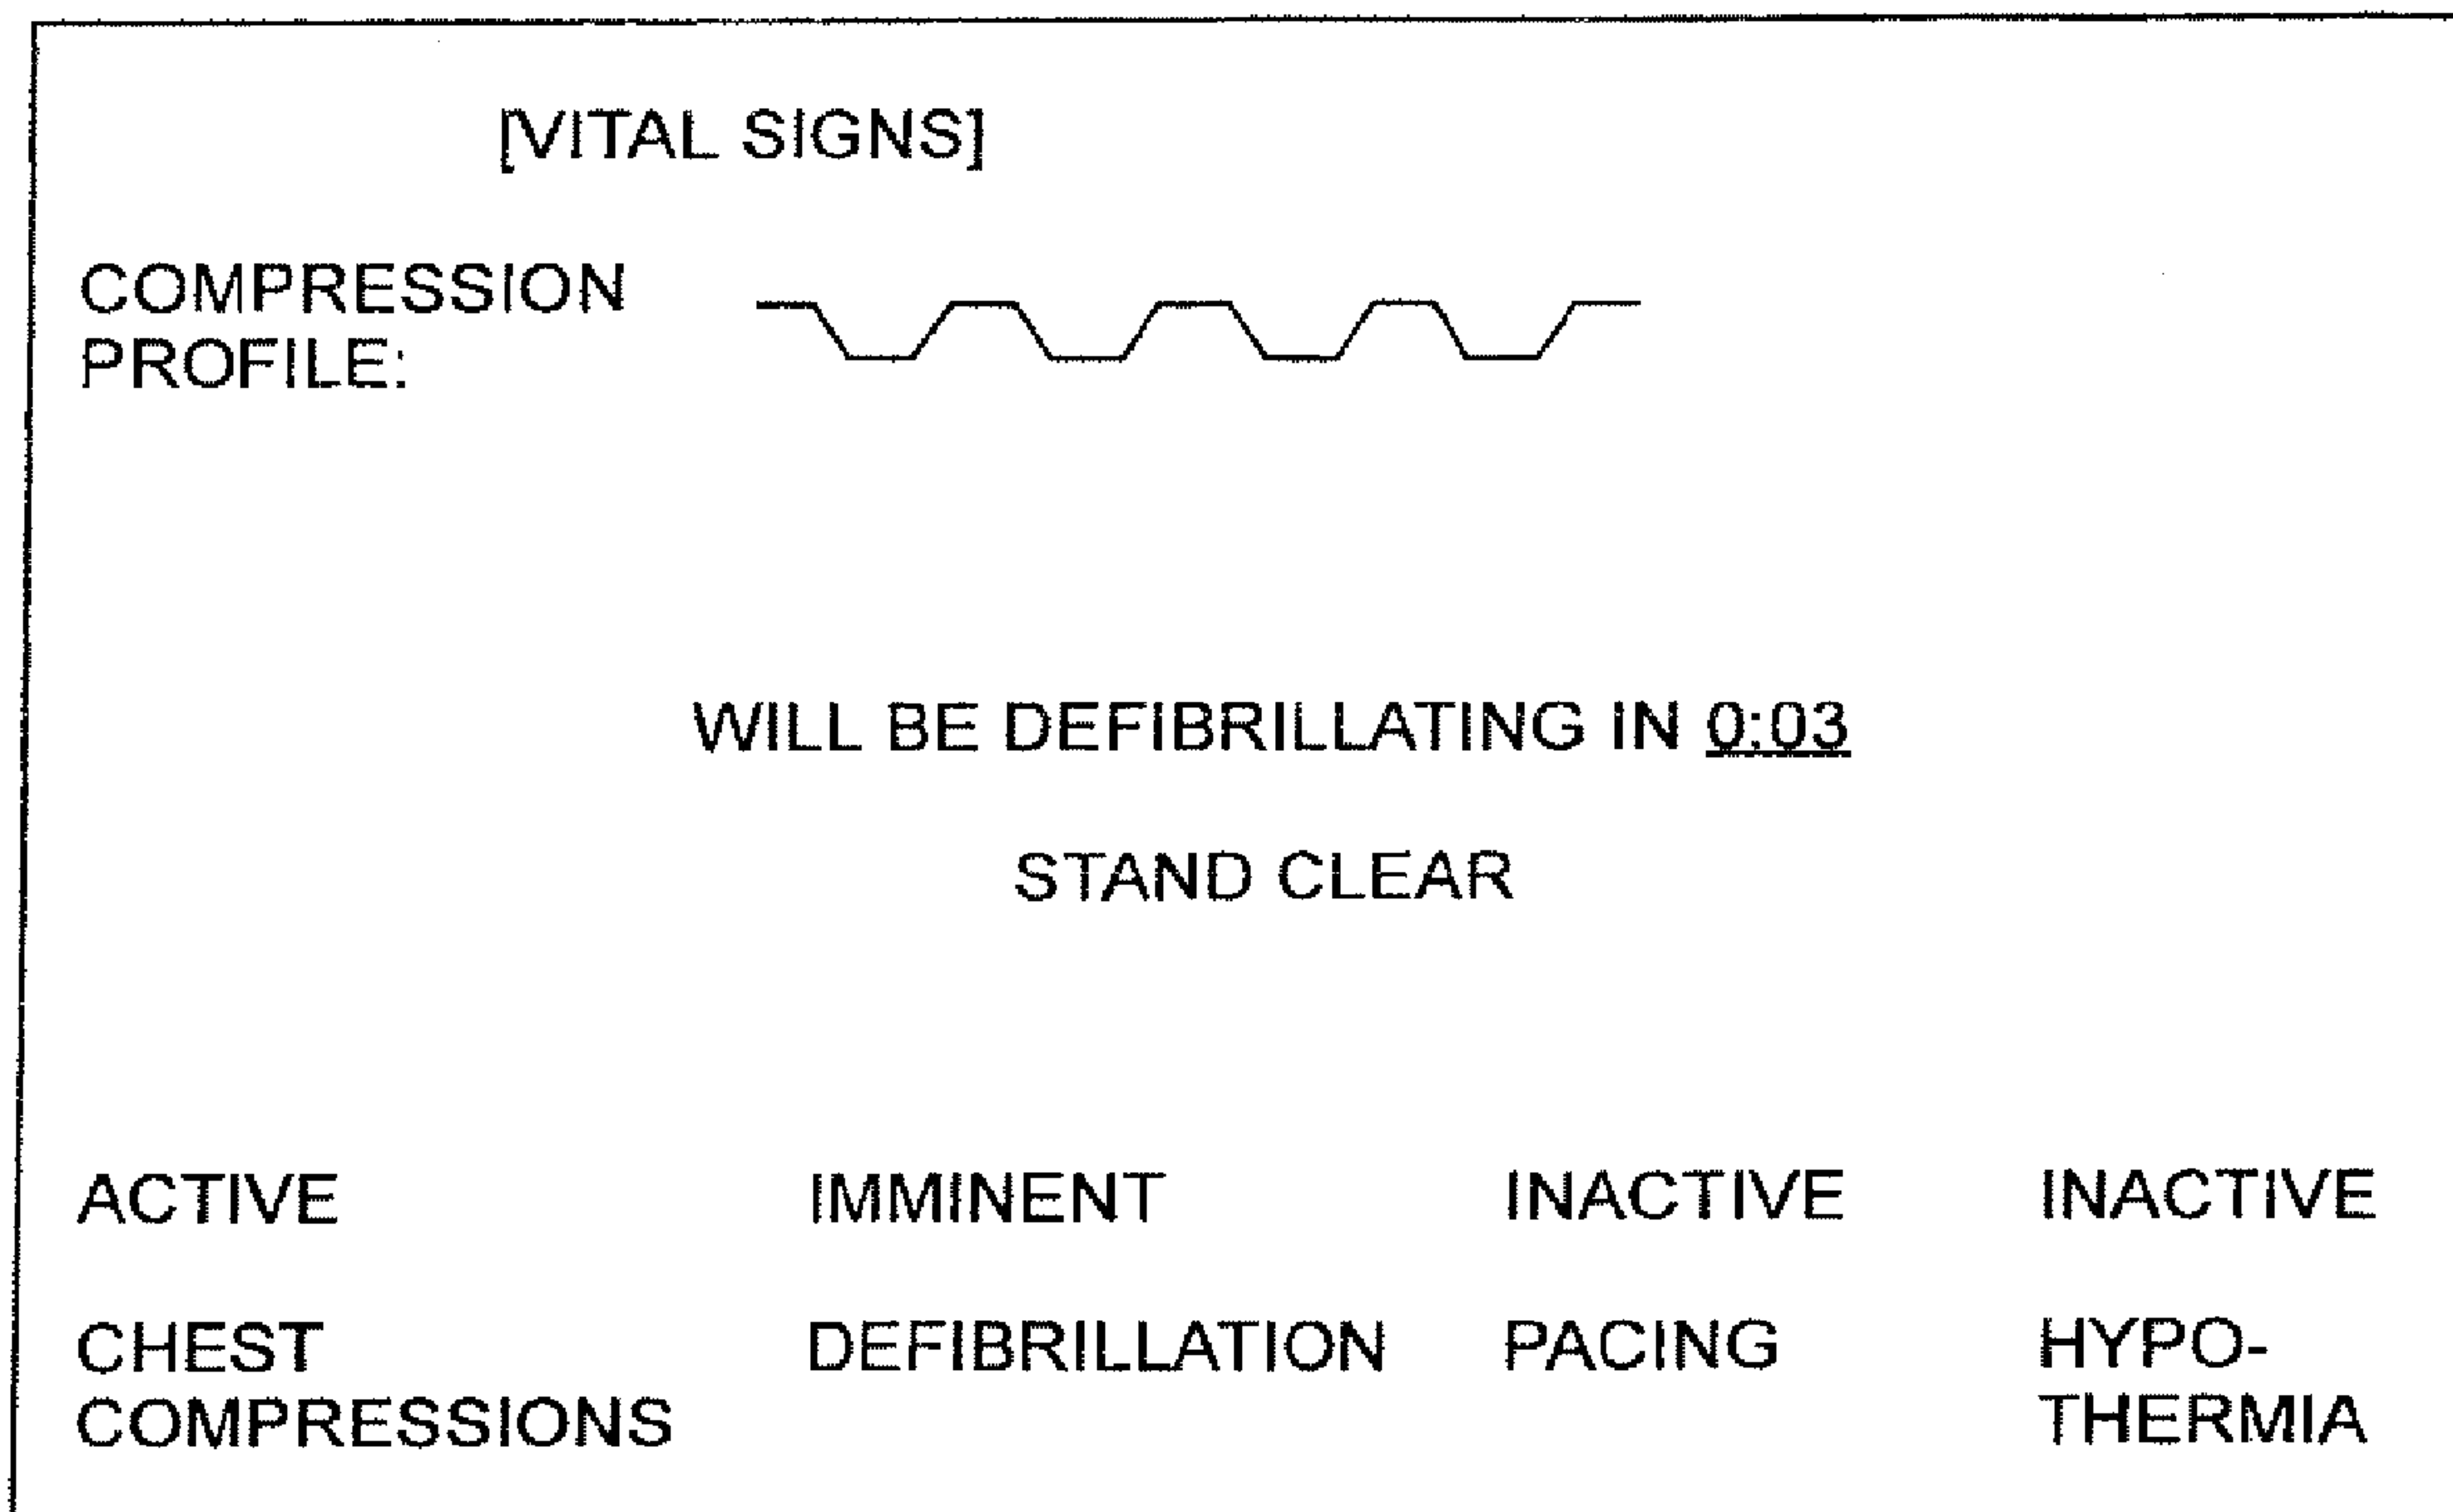 [VITAL SIGNS]
COMPRESSION
PROFILE:
WILL BE DEFIBRILLATING IN 0:03
STAND CLEAR
ACTIVE IMMINENT INACTIVE INACTIVE
CHEST DEFIBRILLATION PACING HYPO-
COMPRESSIONS THERMIA